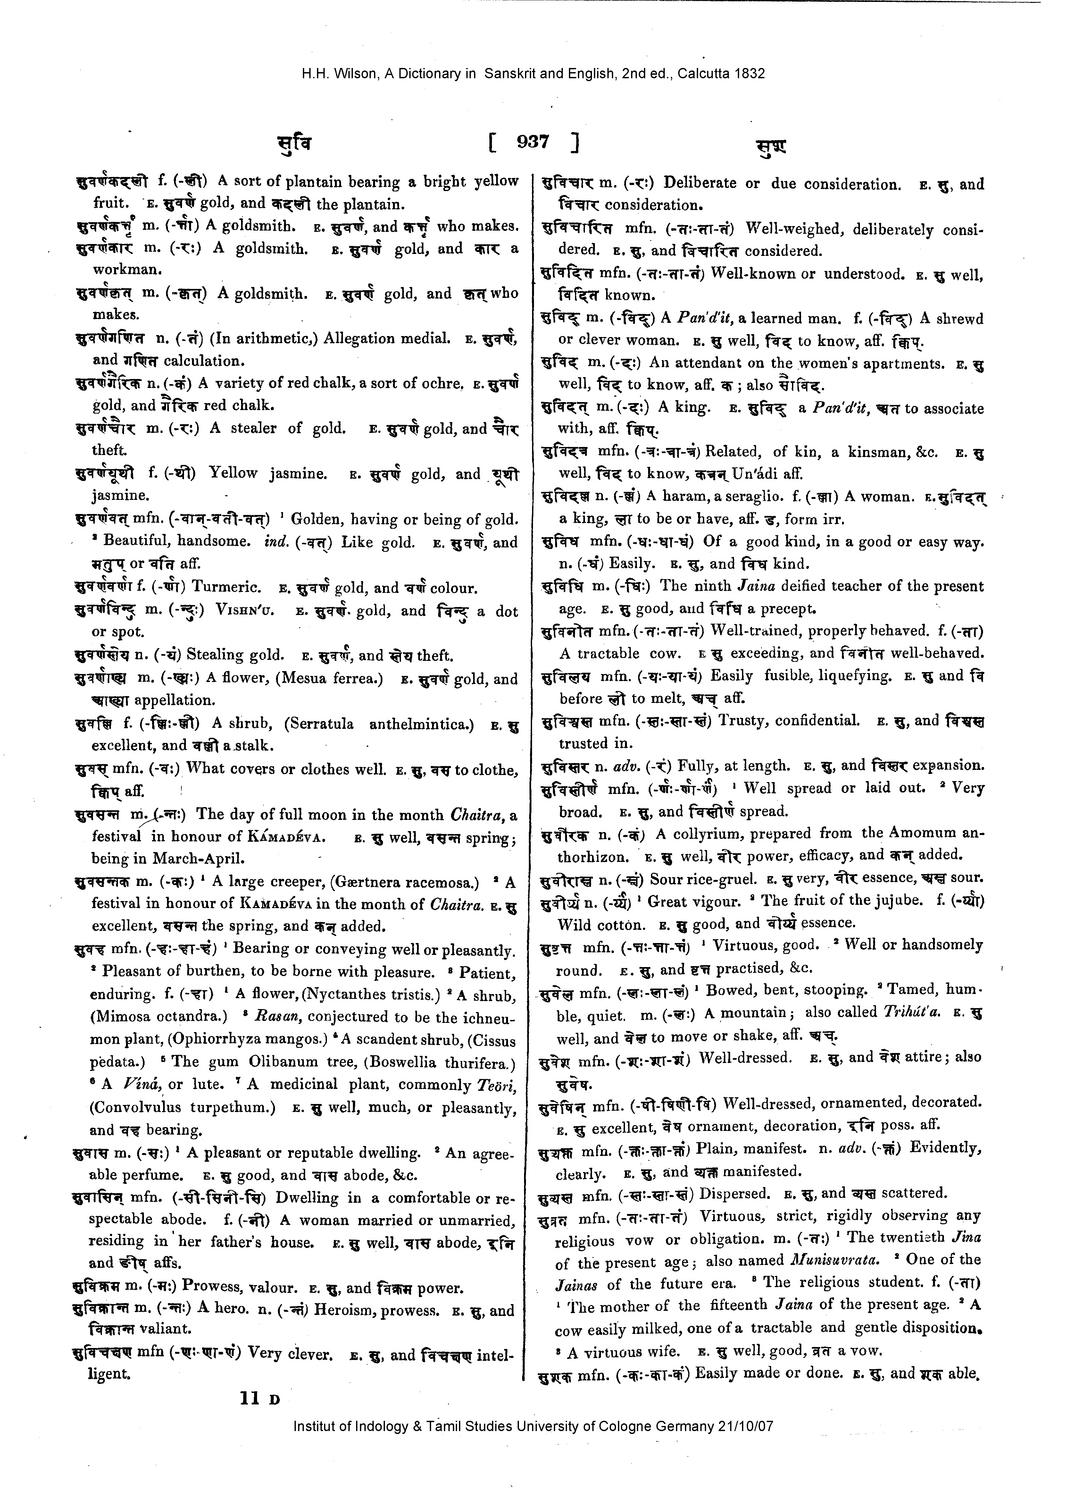 H.H. Wilson, A Dictionary in Sanskrit and English, 2nd ed., Calcutta 1832
सुवि [ 937 ] सुश
सुवर्णकदली f. (-ली) A sort of plantain bearing a bright yellow
fruit. E. सुवर्ण gold, and कदली the plantain.
सुवर्णकर्त्तृ m. (-र्त्ता) A goldsmith. E. सुवर्ण, and कर्त्तृ who makes.
सुवर्णकार m. (-रः) A goldsmith. E. सुवर्ण gold, and कार a
workman.
सुवर्णकृत् m. (-कृत्) A goldsmith. E. सुवर्ण gold, and कृत् who
makes.
सुवर्णगणित n. (-तं) (In arithmetic,) Allegation medial. E. सुवर्ण,
and गणित calculation.
सुवर्णगैरिक n. (-कं) A variety of red chalk, a sort of ochre. E. सुवर्ण
gold, and गैरिक red chalk.
सुवर्णचौर m. (-रः) A stealer of gold. E. सुवर्ण gold, and चौर
theft.
सुवर्णयूथी f. (-थी) Yellow jasmine. E. सुवर्ण gold, and यूथी
jasmine.
सुवर्णवत् mfn. (-वान्-वती-वत्) ¹ Golden, having or being of gold.
² Beautiful, handsome. ind. (-वत्) Like gold. E. सुवर्ण, and
मतुप् or वति aff.
सुवर्णवर्णा f. (-र्णा) Turmeric. E. सुवर्ण gold, and वर्ण colour.
सुवर्णविन्दु m. (-न्दुः) VISHN'U. E. सुवर्ण gold, and विन्दु a dot
or spot.
सुवर्णस्तेय n. (-यं) Stealing gold. E. सुवर्ण, and स्तेय theft.
सुवर्णाख्य m. (-ख्यः) A flower, (Mesua ferrea.) E. सुवर्ण gold, and
आख्या appellation.
सुवल्लि f. (-ल्लिः-ल्ली) A shrub, (Serratula anthelmintica.) E. सु
excellent, and वल्ली a stalk.
सुवस् mfn. (-वः) What covers or clothes well. E. सु, वस to clothe,
क्विप् aff.
सुवसन्त m. (-न्तः) The day of full moon in the month Chaitra, a
festival in honour of KÁMADÉVA. E. सु well, वसन्त spring;
being in March-April.
सुवसन्तक m. (-कः) ¹ A large creeper, (Gærtnera racemosa.) ² A
festival in honour of KAMADÉVA in the month of Chaitra. E. सु
excellent, वसन्त the spring, and कन् added.
सुवह mfn. (-हः-हा-हं) ¹ Bearing or conveying well or pleasantly.
² Pleasant of burthen, to be borne with pleasure. ³ Patient,
enduring. f. (-हा) ¹ A flower, (Nyctanthes tristis.) ² A shrub,
(Mimosa octandra.) ³ Rasan, conjectured to be the ichneu-
mon plant, (Ophiorrhyza mangos.) ⁴ A scandent shrub, (Cissus
pedata.) ⁵ The gum Olibanum tree, (Boswellia thurifera.)
⁶ A Víná, or lute. ⁷ A medicinal plant, commonly Teöri,
(Convolvulus turpethum.) E. सु well, much, or pleasantly,
and वह bearing.
सुवास m. (-सः) ¹ A pleasant or reputable dwelling. ² An agree-
able perfume. E. सु good, and वास abode, &c.
सुवासिन् mfn. (-सी-सिनी-सि) Dwelling in a comfortable or re-
spectable abode. f. (-नी) A woman married or unmarried,
residing in her father's house. E. सु well, वास abode, इनि
and ङीष् affs.
सुविक्रम m. (-मः) Prowess, valour. E. सु, and विक्रम power.
सुविक्रान्त m. (-न्तः) A hero. n. (-न्तं) Heroism, prowess. E. सु, and
विक्रान्त valiant.
सुविचक्षण mfn (-णः-णा-णं) Very clever. E. सु, and विचक्षण intel-
ligent.
11 D
सुविचार m. (-रः) Deliberate or due consideration. E. सु, and
विचार consideration.
सुविचारित mfn. (-तः-ता-तं) Well-weighed, deliberately consi-
dered. E. सु, and विचारित considered.
सुविदित mfn. (-तः-ता-तं) Well-known or understood. E. सु well,
विदित known.
सुविद् m. (-विद्) A Pan'd'it, a learned man. f. (-विद्) A shrewd
or clever woman. E. सु well, विद् to know, aff. क्विप्.
सुविद m. (-दः) An attendant on the women's apartments. E. सु
well, विद् to know, aff. क ; also सौविद.
सुविदत् m. (-दः) A king. E. सुविद् a Pan'd'it, अत to associate
with, aff. क्विप्.
सुविदत्र mfn. (-त्रः-त्रा-त्रं) Related, of kin, a kinsman, &c. E. सु
well, विद् to know, कत्रन् Un'ádi aff.
सुविदल्ल n. (-ल्लं) A haram, a seraglio. f. (-ल्ला) A woman. E. सुविदत्
a king, ला to be or have, aff. ड, form irr.
सुविध mfn. (-धः-धा-धं) Of a good kind, in a good or easy way.
n. (-धं) Easily. E. सु, and विध kind.
सुविधि m. (-धिः) The ninth Jaina deified teacher of the present
age. E. सु good, and विधि a precept.
सुविनीत mfn. (-तः-ता-तं) Well-trained, properly behaved. f. (-ता)
A tractable cow. E सु exceeding, and विनीत well-behaved.
सुविलय mfn. (-यः-या-यं) Easily fusible, liquefying. E. सु and वि
before ली to melt, अच् aff.
सुविश्वस्त mfn. (-स्तः-स्ता-स्तं) Trusty, confidential. E. सु, and विश्वस्त
trusted in.
सुविस्तर n. adv. (-रं) Fully, at length. E. सु, and विस्तर expansion.
सुविस्तीर्ण mfn. (-र्णः-र्णा-र्णं) ¹ Well spread or laid out. ² Very
broad. E. सु, and विस्तीर्ण spread.
सुवीरक n. (-कं) A collyrium, prepared from the Amomum an-
thorhizon. E. सु well, वीर power, efficacy, and कन् added.
सुवीराम्ल n. (-म्लं) Sour rice-gruel. E. सु very, वीर essence, अम्ल sour.
सुवीर्य्य n. (-र्य्यं) ¹ Great vigour. ² The fruit of the jujube. f. (-र्य्या)
Wild cotton. E. सु good, and वीर्य्य essence.
सुवृत्त mfn. (-त्तः-त्ता-त्तं) ¹ Virtuous, good. ² Well or handsomely
round. E. सु, and वृत्त practised, &c.
सुवेल mfn. (-लः-ला-लं) ¹ Bowed, bent, stooping. ² Tamed, hum-
ble, quiet. m. (-लः) A mountain; also called Trihút'a. E. सु
well, and वेल to move or shake, aff. अच्.
सुवेश mfn. (-शः-शा-शं) Well-dressed. E. सु, and वेश attire; also
सुवेष.
सुवेषिन् mfn. (-षी-षिणी-षि) Well-dressed, ornamented, decorated.
E. सु excellent, वेष ornament, decoration, इनि poss. aff.
सुव्यक्त mfn. (-क्तः-क्ता-क्तं) Plain, manifest. n. adv. (-क्तं) Evidently,
clearly. E. सु, and व्यक्त manifested.
सुव्यस्त mfn. (-स्तः-स्ता-स्तं) Dispersed. E. सु, and व्यस्त scattered.
सुव्रत mfn. (-तः-ता-तं) Virtuous, strict, rigidly observing any
religious vow or obligation. m. (-तः) ¹ The twentieth Jina
of the present age; also named Munisuvrata. ² One of the
Jainas of the future era. ³ The religious student. f. (-ता)
¹ The mother of the fifteenth Jaina of the present age. ² A
cow easily milked, one of a tractable and gentle disposition.
³ A virtuous wife. E. सु well, good, व्रत a vow.
सुशक mfn. (-कः-का-कं) Easily made or done. E. सु, and शक able.
Institut of Indology & Tamil Studies University of Cologne Germany 21/10/07